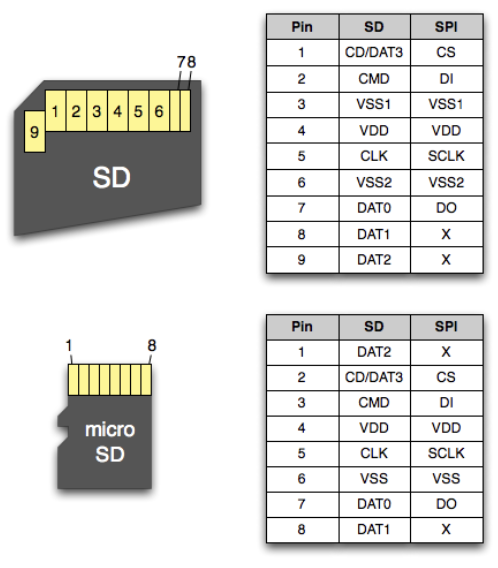 78
1 2 3 4 5 6
9
SD
Pin SD SPI
1 CD/DAT3 CS
2 CMD DI
3 VSS1 VSS1
4 VDD VDD
5 CLK SCLK
6 VSS2 VSS2
7 DAT0 DO
8 DAT1 X
9 DAT2 X
1 8
micro
SD
Pin SD SPI
1 DAT2 X
2 CD/DAT3 CS
3 CMD DI
4 VDD VDD
5 CLK SCLK
6 VSS VSS
7 DAT0 DO
8 DAT1 X